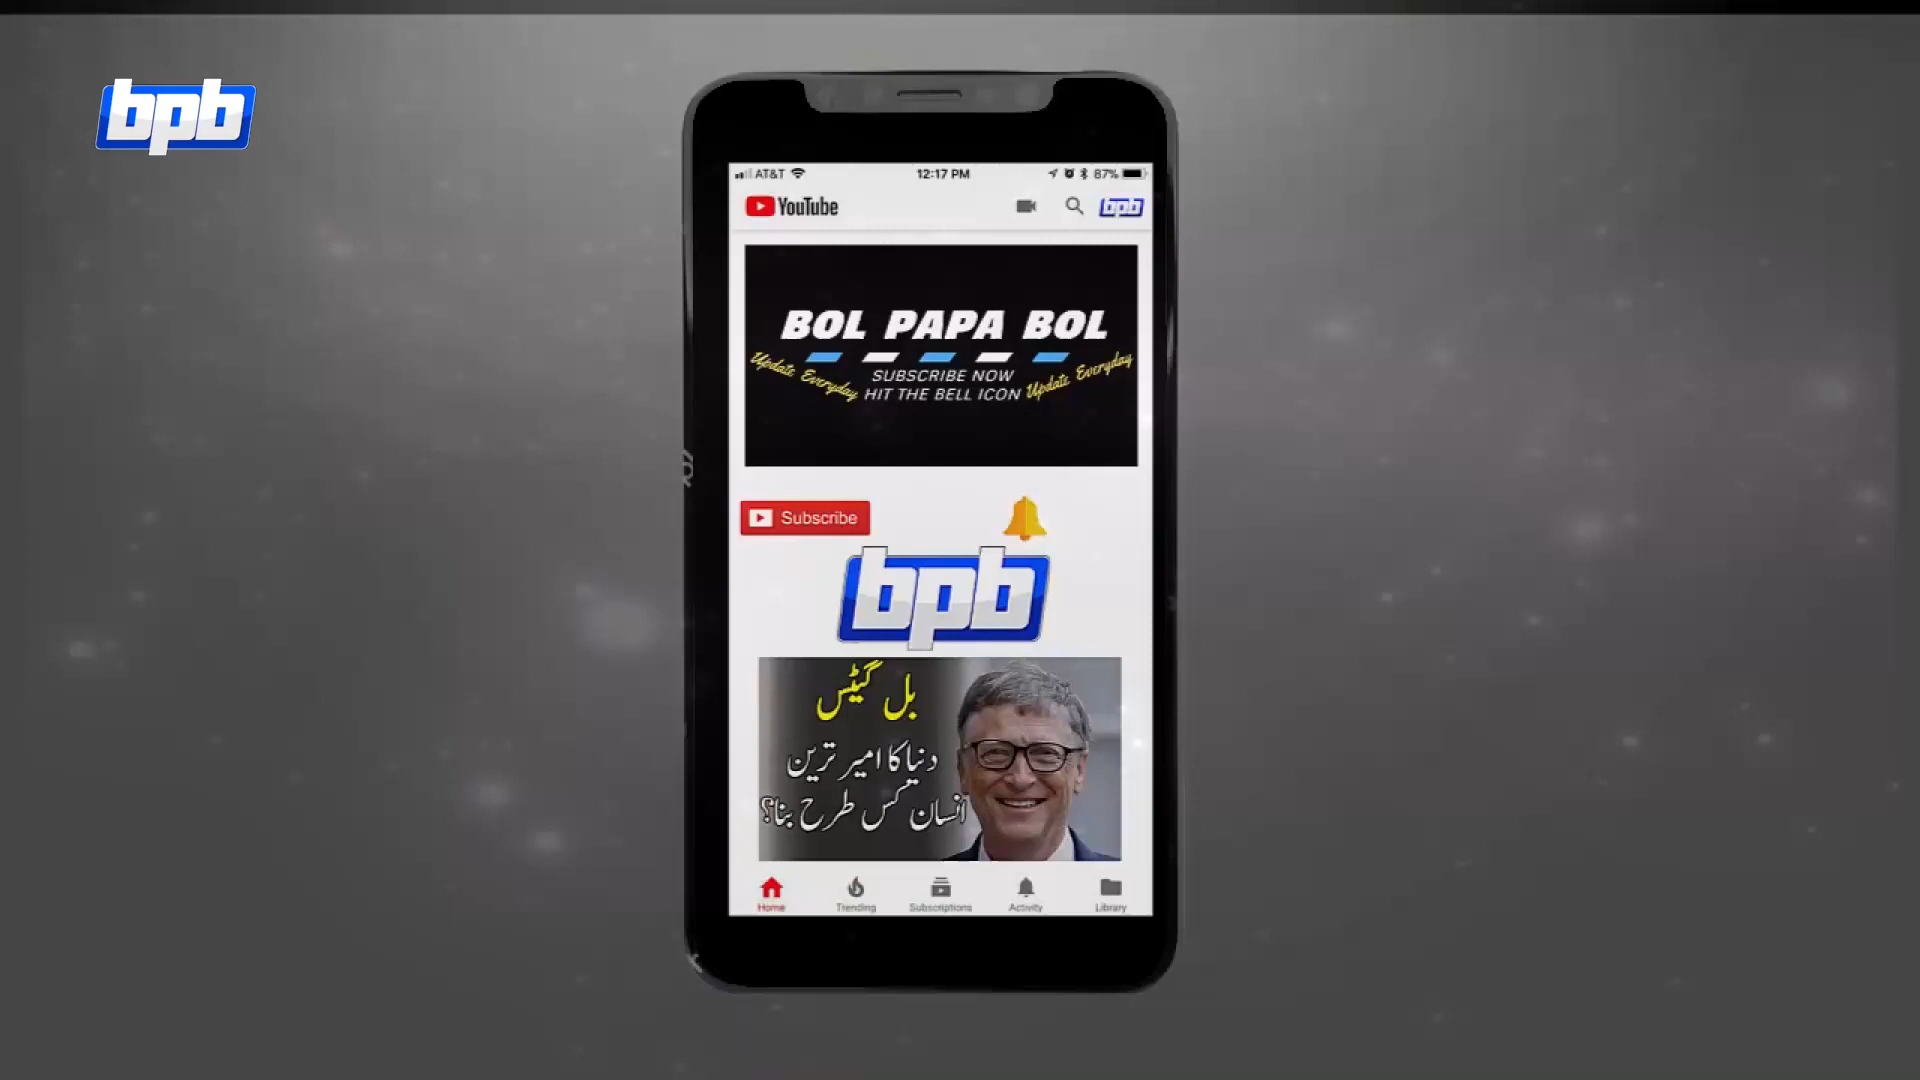 bpb
AT&T
12:17 PM
87%
YouTube
bpb
BOL PAPA BOL
Update Everyday
SUBSCRIBE NOW
HIT THE BELL ICON
Update Everyday
Subscribe
bpb
بل گیٹس
دنیا کا امیر ترین
انسان کس طرح بنا؟
Home
Trending
Subscriptions
Activity
Library